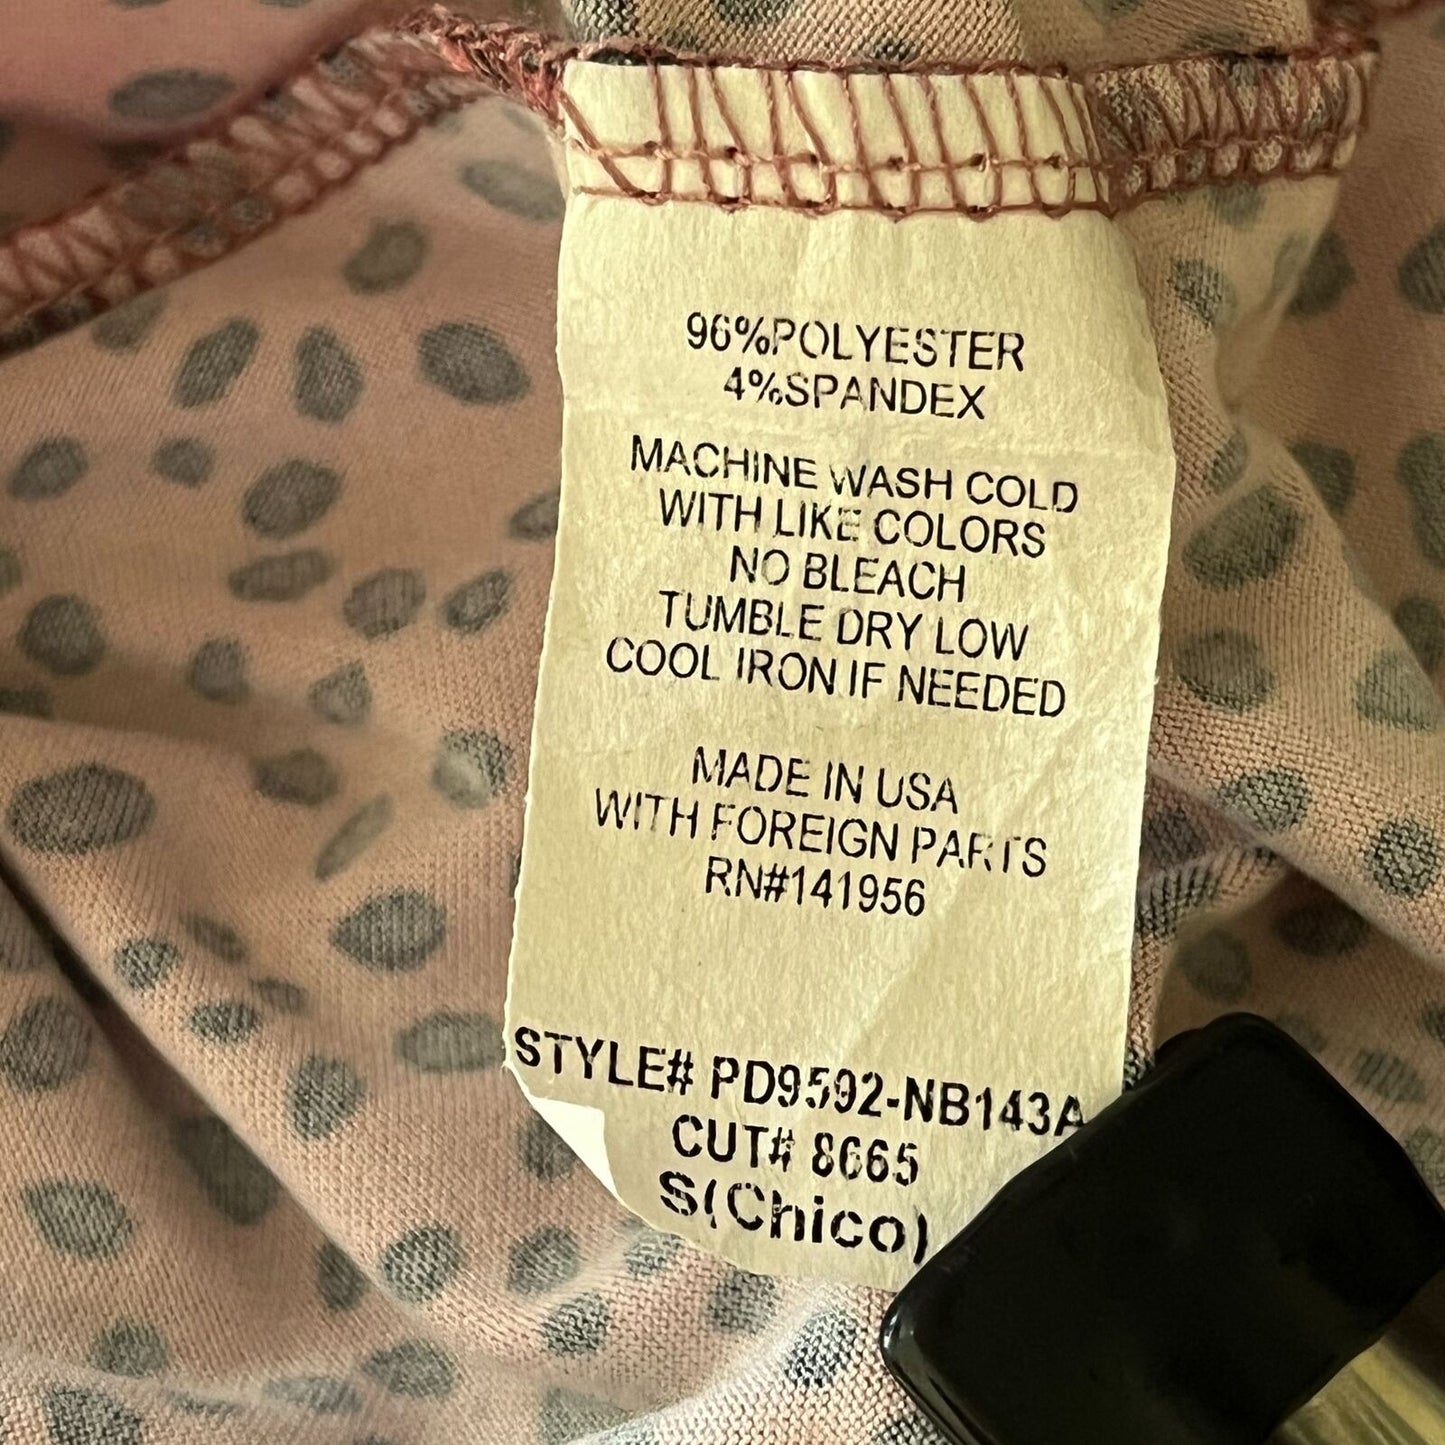 96%POLYESTER
4%SPANDEX
MACHINE WASH COLD
WITH LIKE COLORS
NO BLEACH
TUMBLE DRY LOW
COOL IRON IF NEEDED
MADE IN USA
WITH FOREIGN PARTS
RN#141956
STYLE# PD9592-NB143A
CUT# 8665
S(Chico)